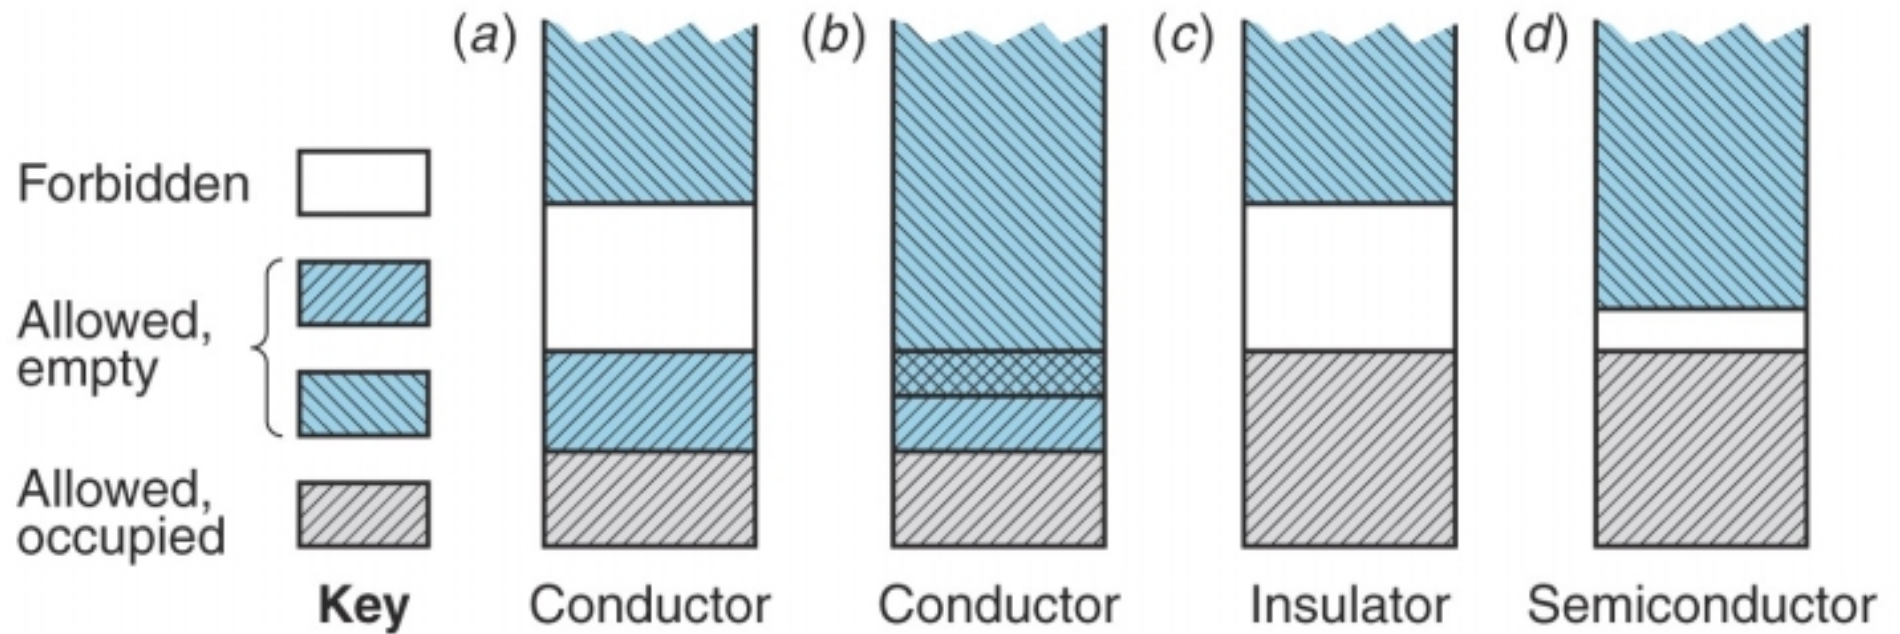 (a)
(b)
(c)
(d)
Forbidden
Allowed,
empty
Allowed,
occupied
Key
Conductor
Conductor
Insulator
Semiconductor